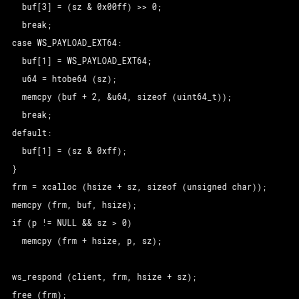 buf[3] = (sz & 0x00ff) >> 0;
break;
case WS_PAYLOAD_EXT64:
buf[1] = WS_PAYLOAD_EXT64;
u64 = htobe64 (sz);
memcpy (buf + 2, &u64, sizeof (uint64_t));
break;
default:
buf[1] = (sz & 0xff);
}
frm = xcalloc (hsize + sz, sizeof (unsigned char));
memcpy (frm, buf, hsize);
if (p != NULL && sz > 0)
memcpy (frm + hsize, p, sz);
ws_respond (client, frm, hsize + sz);
free (frm);